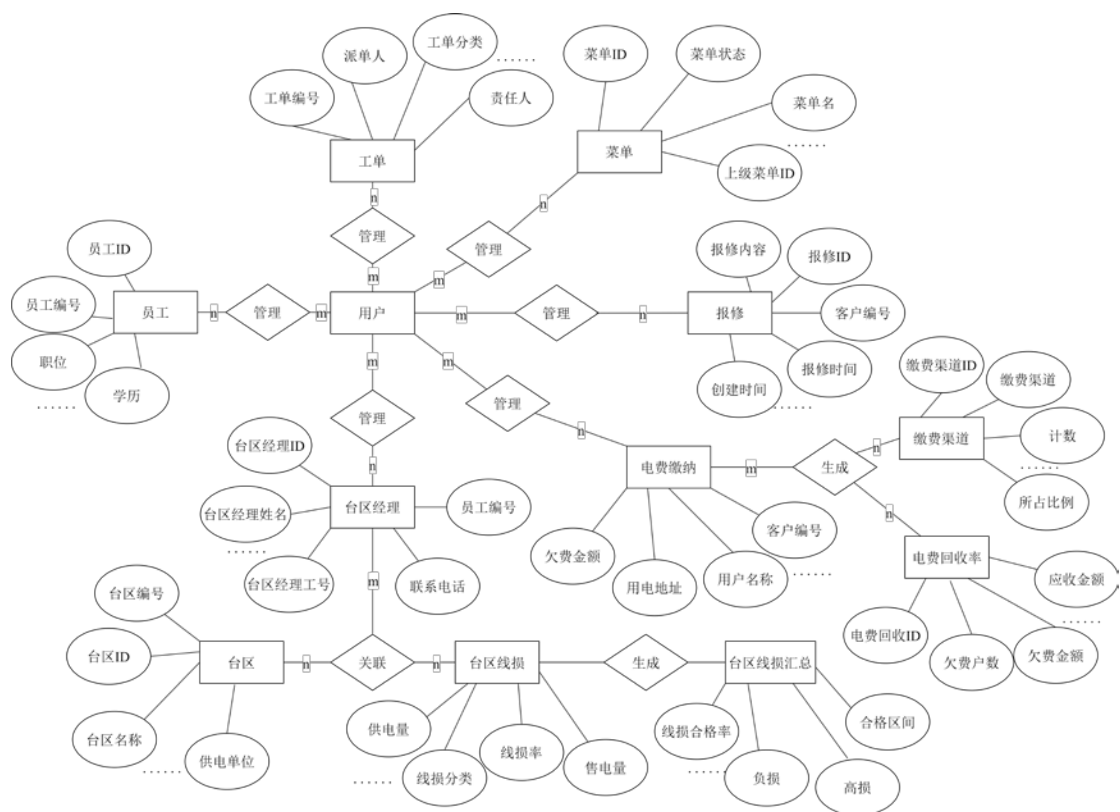 派单人
工单分类
......
工单编号
责任人
工单
菜单ID
菜单状态
菜单名
......
菜单
上级菜单ID
n
管理
m
n
管理
m
员工ID
员工编号
员工
职位
学历
......
n
管理
m
用户
m
管理
n
报修内容
报修ID
报修
客户编号
报修时间
创建时间
......
m
管理
n
m
管理
n
台区经理ID
台区经理姓名
......
台区经理
员工编号
台区经理工号
联系电话
电费缴纳
欠费金额
用电地址
用户名称
客户编号
......
m
生成
n
n
缴费渠道ID
缴费渠道
缴费渠道
计数
......
所占比例
电费回收率
应收金额
......
电费回收ID
欠费户数
欠费金额
m
台区编号
台区ID
台区
台区名称
供电单位
......
n
关联
n
台区线损
供电量
......
线损分类
线损率
售电量
生成
台区线损汇总
线损合格率
......
负损
高损
合格区间